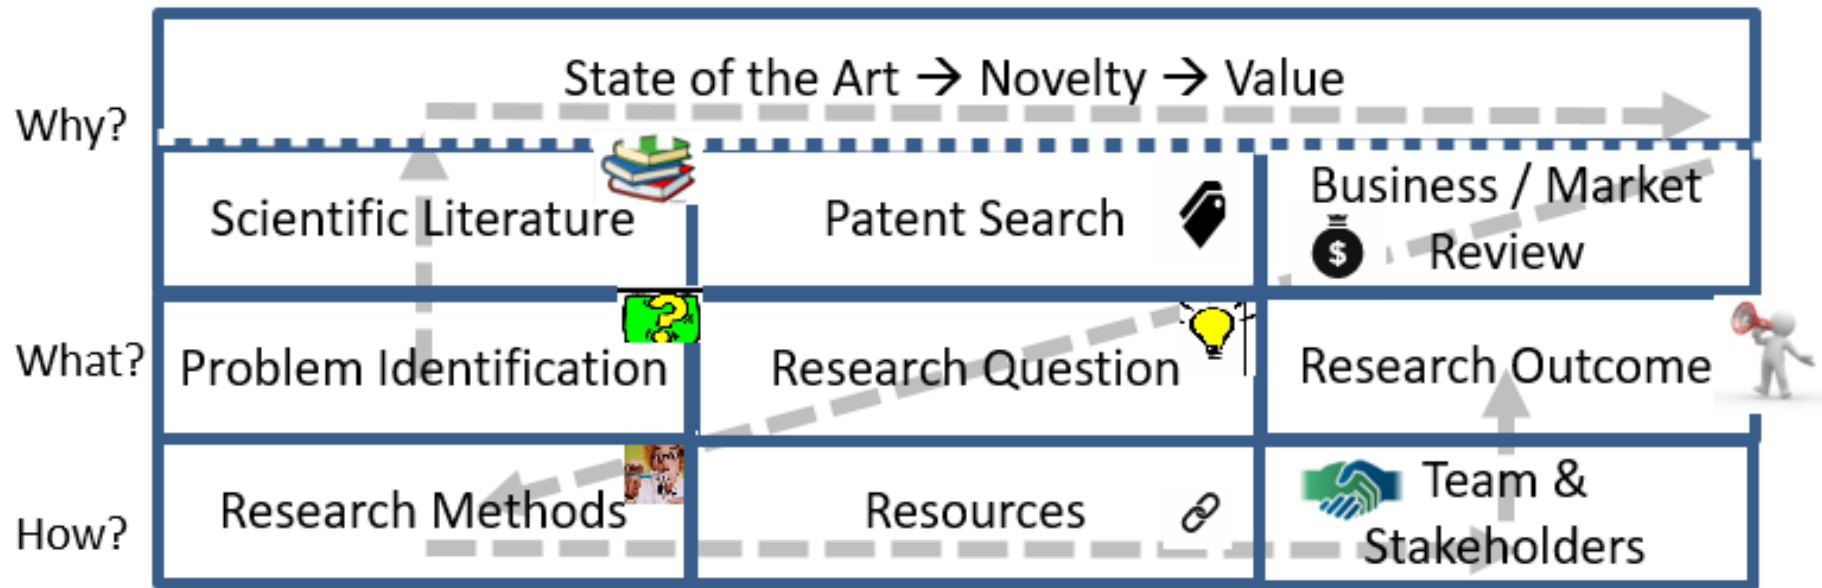 State of the Art → Novelty → Value
Why?
Scientific Literature
Patent Search
Business / Market
$ Review
What?
?
Problem Identification
Research Question
Research Outcome
How?
Research Methods
Resources
Team &
Stakeholders